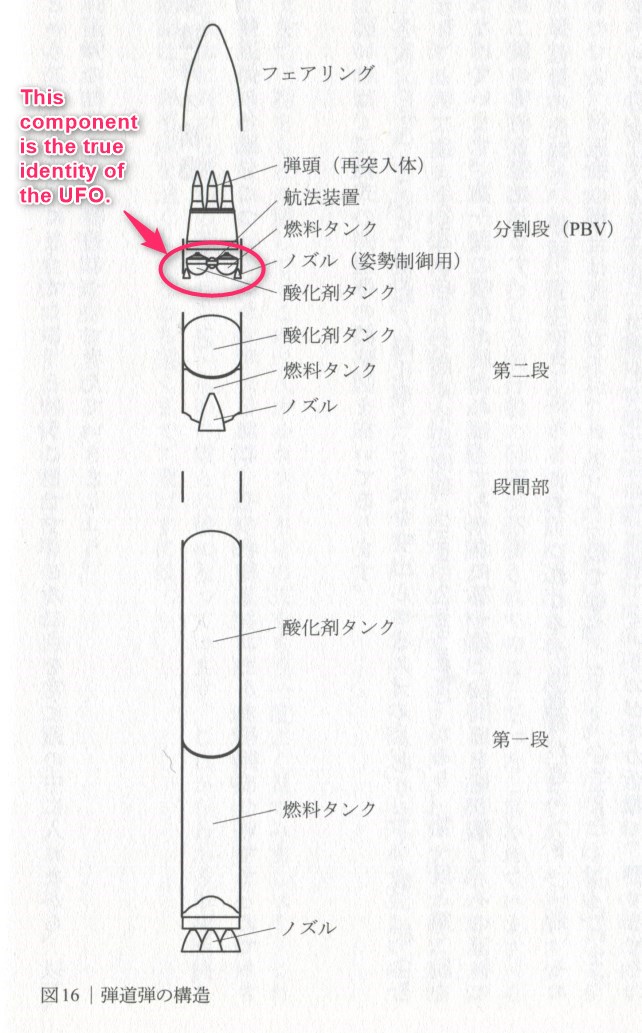 フェアリング
This
component
is the true
identity of
the UFO.
弾頭（再突入体）
航法装置
燃料タンク
分割段（PBV）
ノズル（姿勢制御用）
酸化剤タンク
酸化剤タンク
燃料タンク
第二段
ノズル
段間部
酸化剤タンク
第一段
燃料タンク
ノズル
図16｜弾道弾の構造